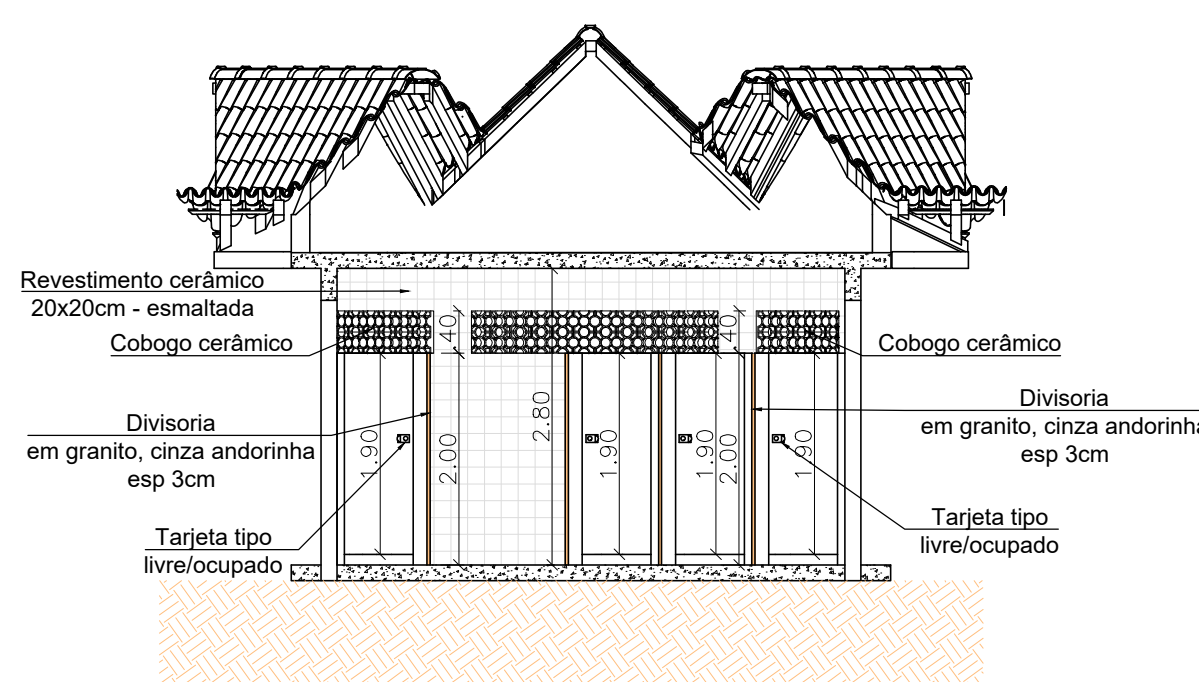 Revestimento cerâmico
20x20cm - esmaltada
Cobogo cerâmico
Divisoria
em granito, cinza andorinha
esp 3cm
Tarjeta tipo
livre/ocupado
.40
.40
1.90
2.00
2.80
1.90
1.90
2.00
1.90
Cobogo cerâmico
Divisoria
em granito, cinza andorinha
esp 3cm
Tarjeta tipo
livre/ocupado